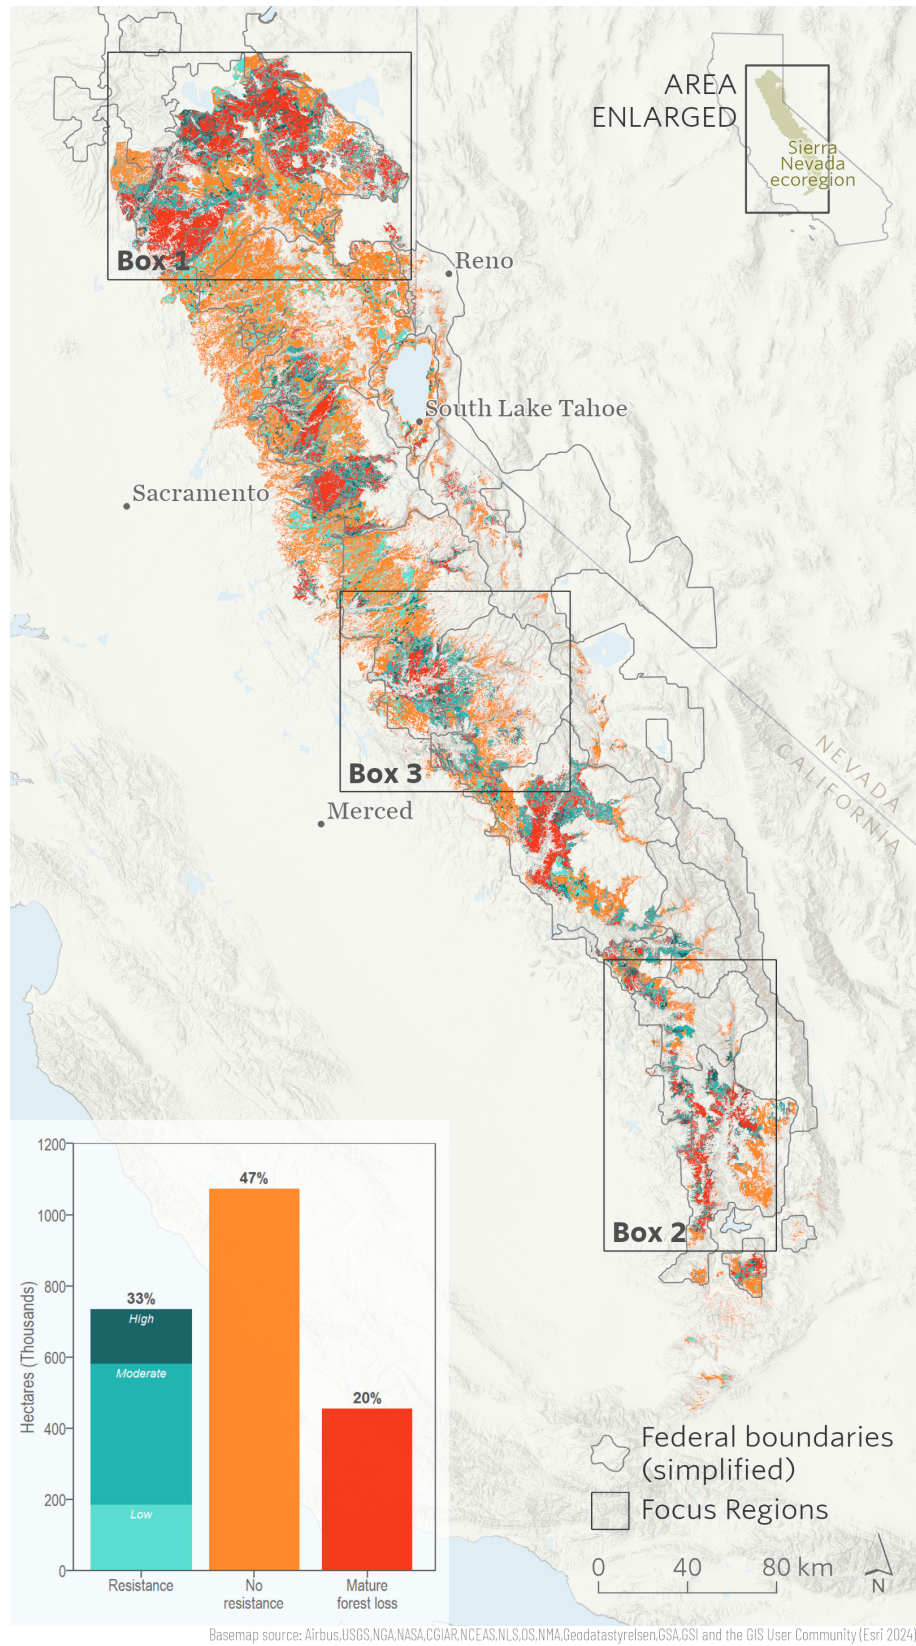 AREA
ENLARGED
Sierra
Nevada
ecoregion
Box 1
Reno
South Lake Tahoe
Sacramento
Box 3
NEVADA
CALIFORNIA
Merced
Box 2
1200
1000
800
600
400
200
0
Hectares (Thousands)
33%
High
Moderate
Low
47%
20%
Resistance
No
resistance
Mature
forest loss
Federal boundaries
(simplified)
Focus Regions
0 40 80 km
N
Basemap source: Airbus,USGS,NGA,NASA,CGIAR,NCEAS,NLS,OS,NMA,Geodatastyrelsen,GSA,GSI and the GIS User Community (Esri 2024)